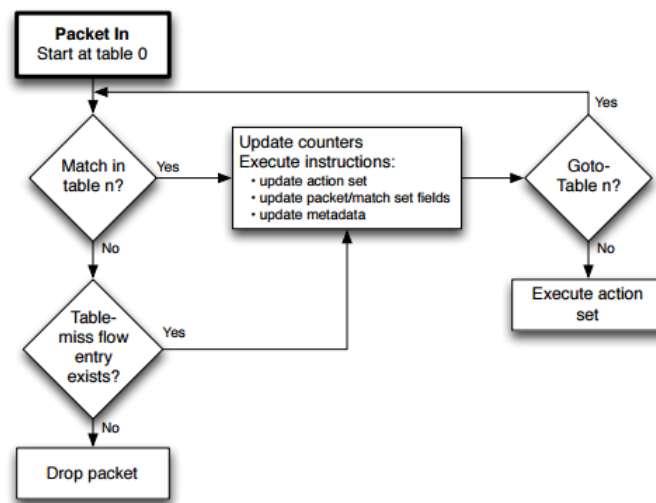 Packet In
Start at table 0
Yes
Match in
table n?
Yes
Update counters
Execute instructions:
• update action set
• update packet/match set fields
• update metadata
Goto-
Table n?
No
No
Execute action
set
Table-
miss flow
entry
exists?
Yes
No
Drop packet